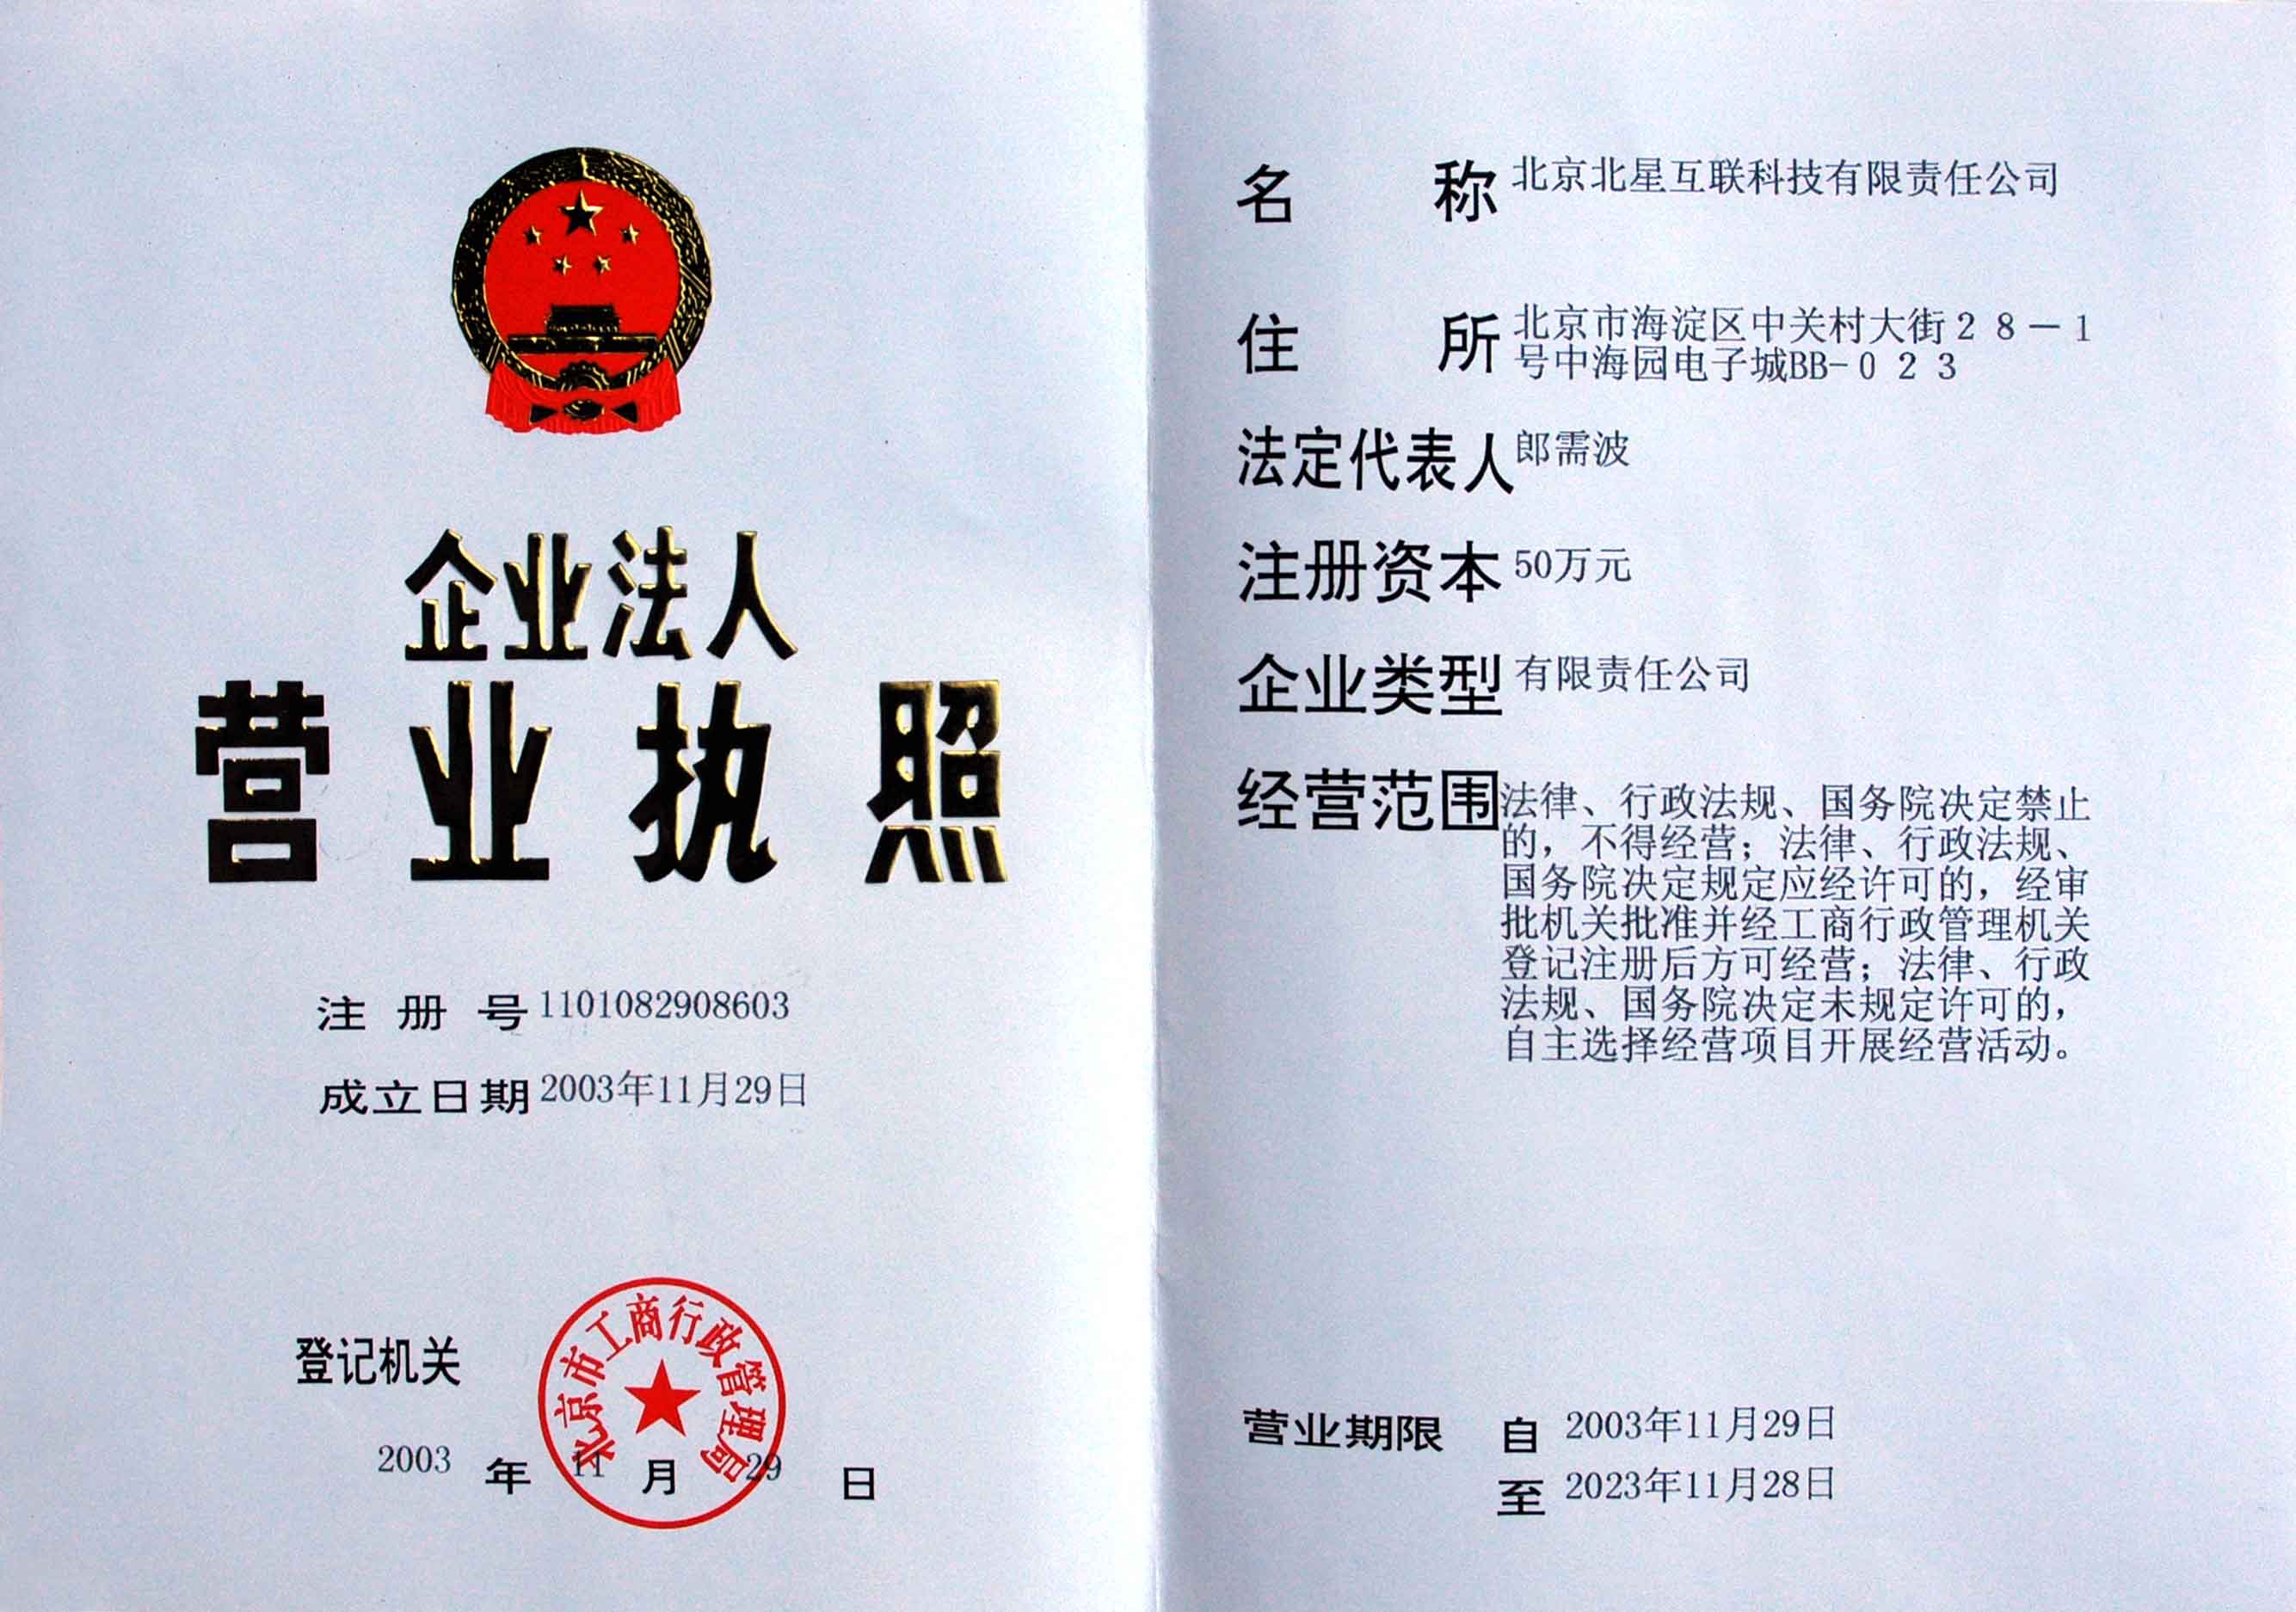 企业法人
营业执照
注册号 1101082908603
成立日期 2003年11月29日
登记机关
北京市工商行政管理局
2003 年 11 月 29 日
名称 北京北星互联科技有限责任公司
住所 北京市海淀区中关村大街28-1
号中海园电子城BB-023
法定代表人 郎需波
注册资本 50万元
企业类型 有限责任公司
经营范围 法律、行政法规、国务院决定禁止
的，不得经营；法律、行政法规、
国务院决定规定应经许可的，经审
批机关批准并经工商行政管理机关
登记注册后方可经营；法律、行政
法规、国务院决定未规定许可的，
自主选择经营项目开展经营活动。
营业期限 自 2003年11月29日
至 2023年11月28日